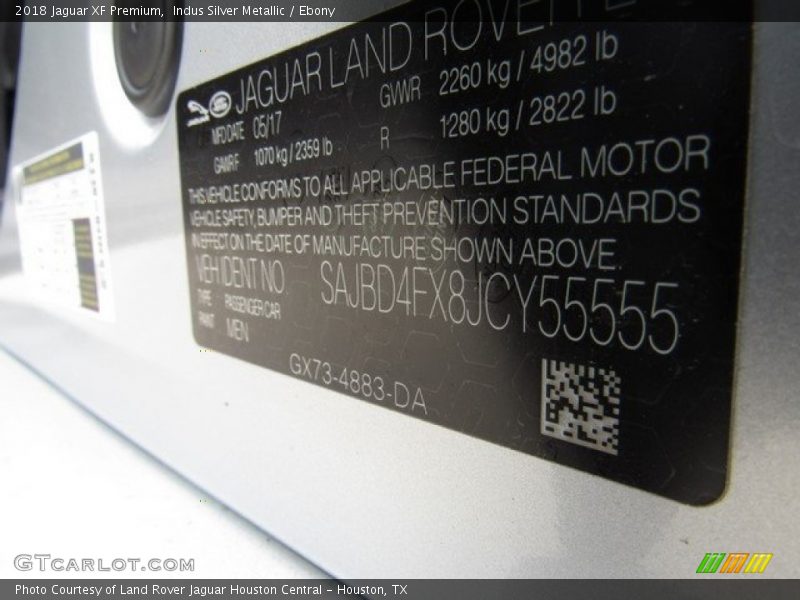 2018 Jaguar XF Premium, Indus Silver Metallic / Ebony
JAGUAR LAND ROVER
MFD DATE 05/17 GWR 2260 kg / 4982 lb
GAWR F 1070 kg / 2359 lb R 1280 kg / 2822 lb
THIS VEHICLE CONFORMS TO ALL APPLICABLE FEDERAL MOTOR
VEHICLE SAFETY, BUMPER AND THEFT PREVENTION STANDARDS
IN EFFECT ON THE DATE OF MANUFACTURE SHOWN ABOVE.
VEH IDENT NO SAJBD4FX8JCY55555
TYPE PASSENGER CAR
PAINT MEN
GX73-4883-DA
GTcarlot.com
Photo Courtesy of Land Rover Jaguar Houston Central - Houston, TX